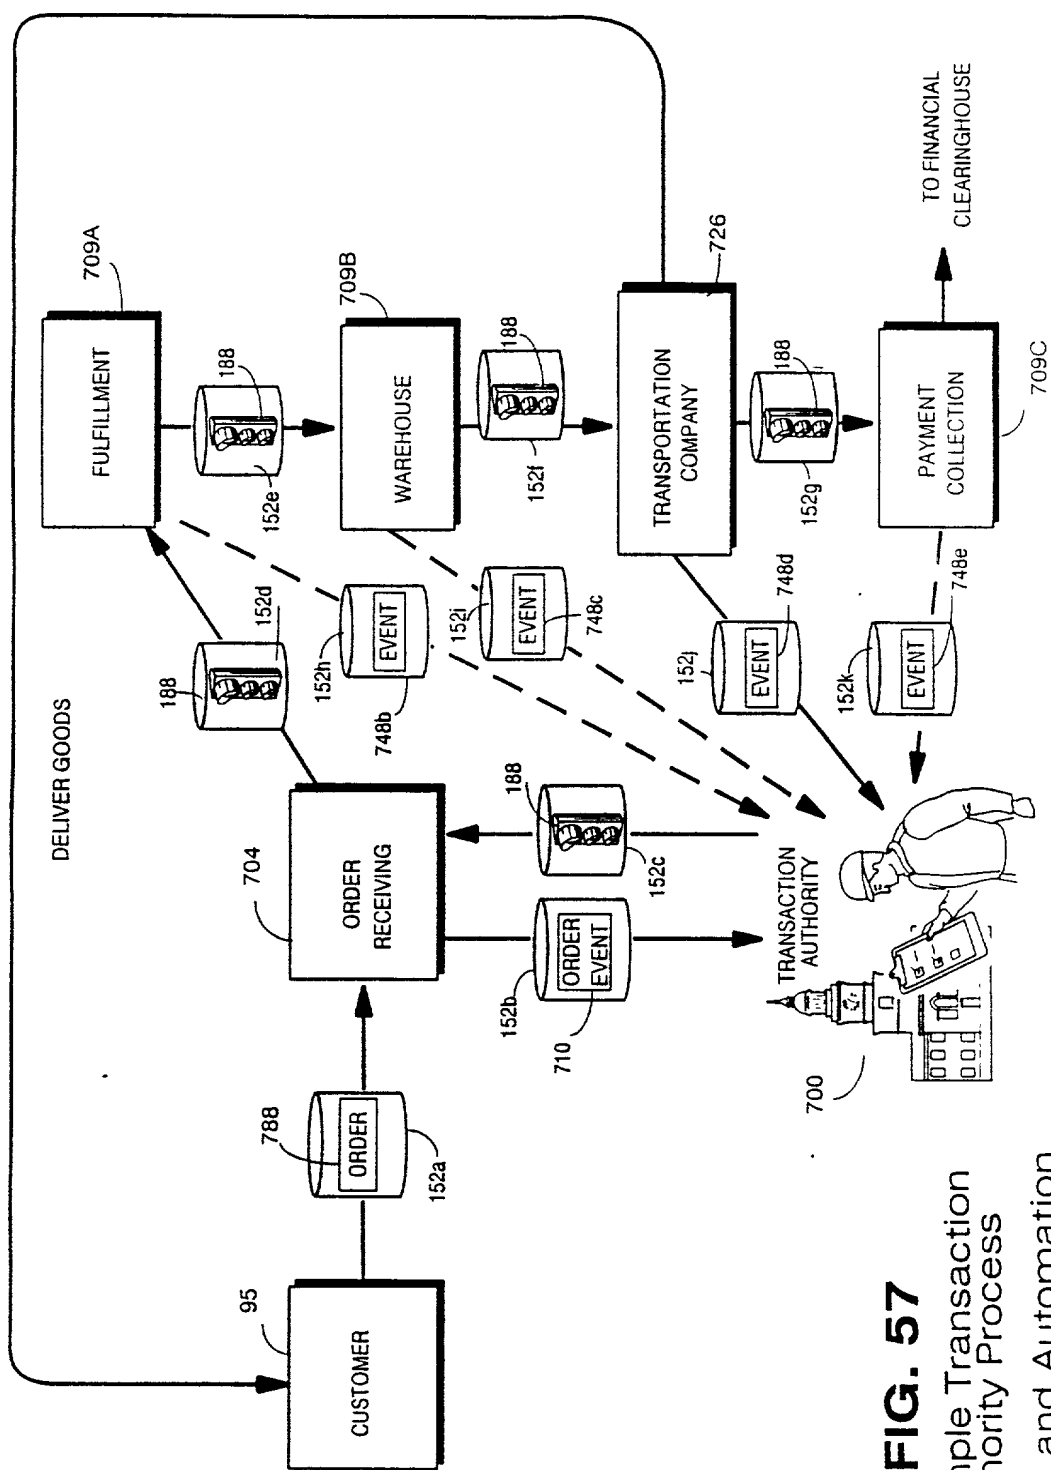 DELIVER GOODS
95
CUSTOMER
788
ORDER
152a
704
ORDER
RECEIVING
188
152d
709A
FULFILLMENT
152e
188
709B
WAREHOUSE
152f
188
726
TRANSPORTATION
COMPANY
152g
188
PAYMENT
COLLECTION
709C
TO FINANCIAL
CLEARINGHOUSE
152h
EVENT
748b
152i
EVENT
748c
152j
EVENT
748d
152k
EVENT
748e
152b
ORDER
EVENT
710
188
152c
TRANSACTION
AUTHORITY
700
FIG. 57
Transaction
Process
and Automation